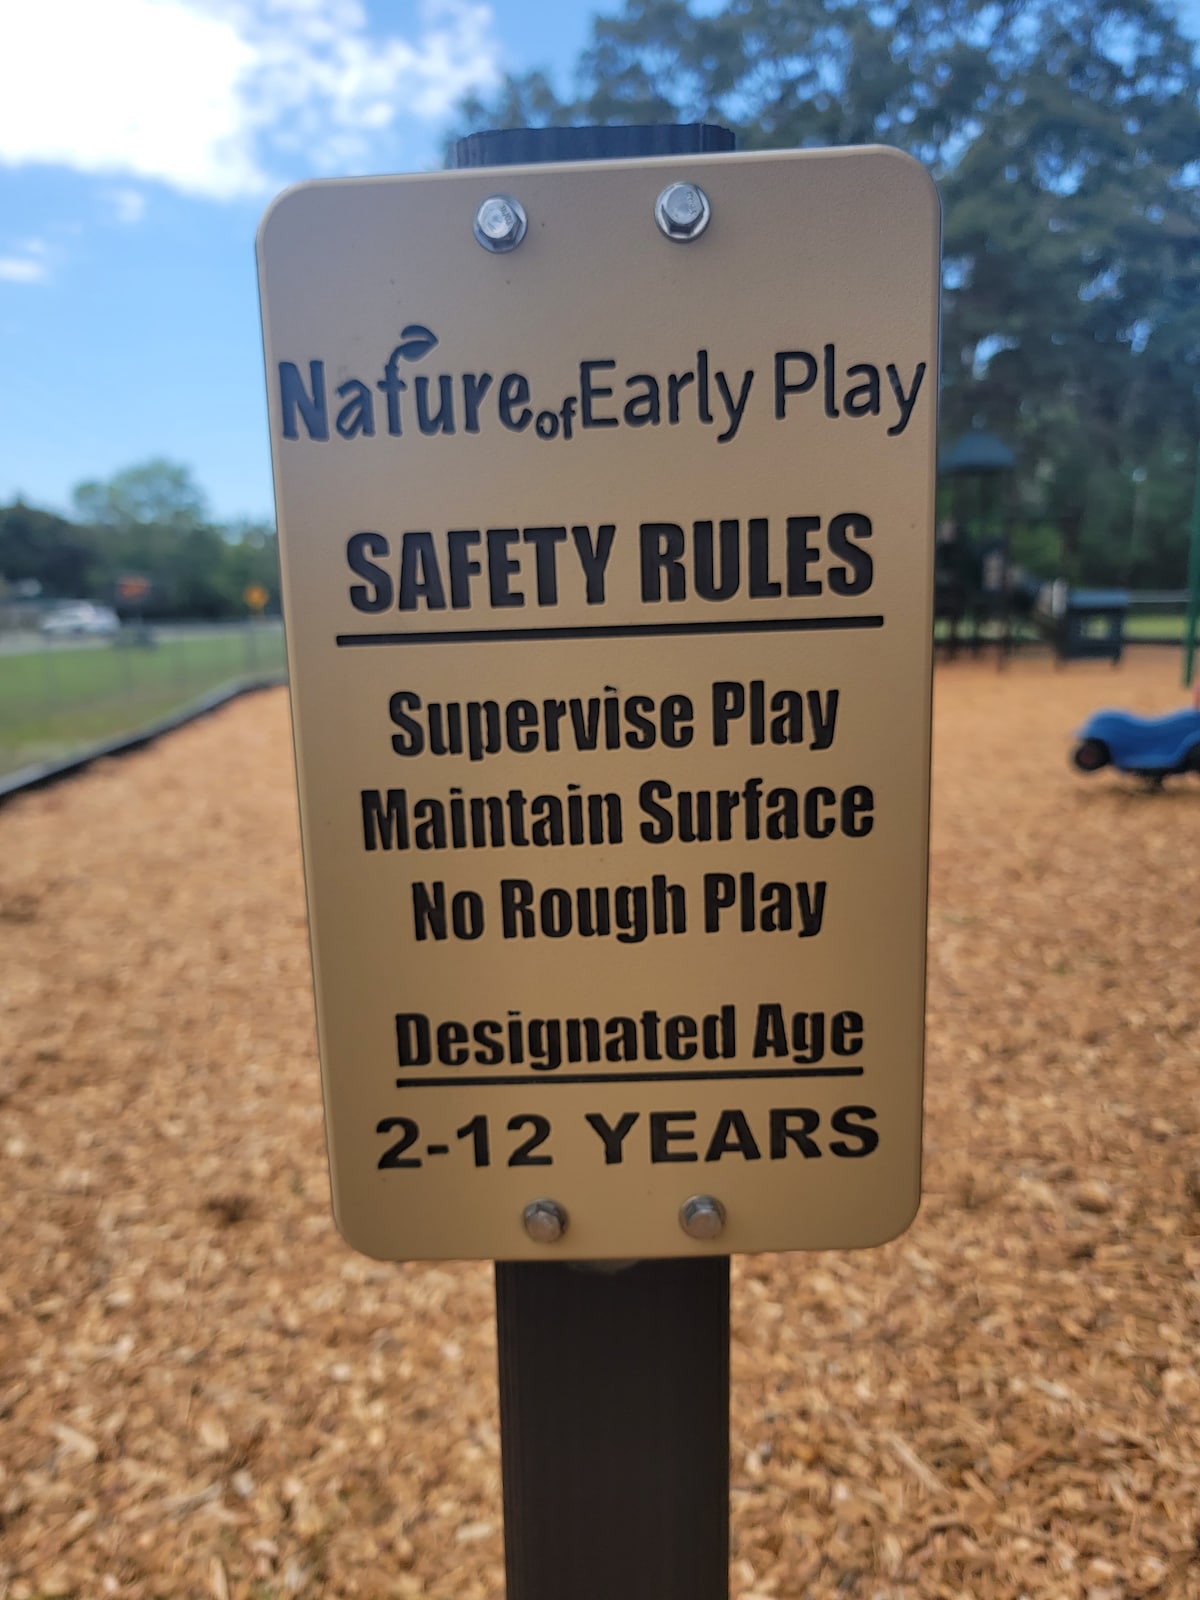 Nature of Early Play
SAFETY RULES
Supervise Play
Maintain Surface
No Rough Play
Designated Age
2-12 YEARS